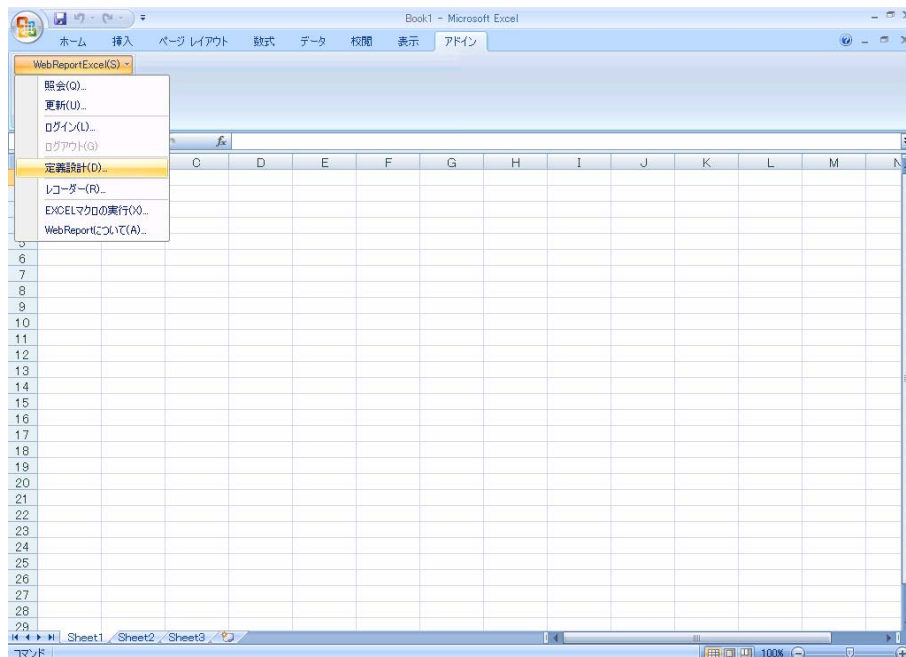 Book1 - Microsoft Excel
ホーム 挿入 ページ レイアウト 数式 データ 校閲 表示 アドイン
WebReportExcel(S)
照会(Q)...
更新(U)...
ログイン(L)...
ログアウト(G)
定義設計(D)...
レコーダー(R)...
EXCELマクロの実行(X)...
WebReportについて(A)...
fx
C D E F G H I J K L M N
5
6
7
8
9
10
11
12
13
14
15
16
17
18
19
20
21
22
23
24
25
26
27
28
29
Sheet1 Sheet2 Sheet3
コマンド 100%